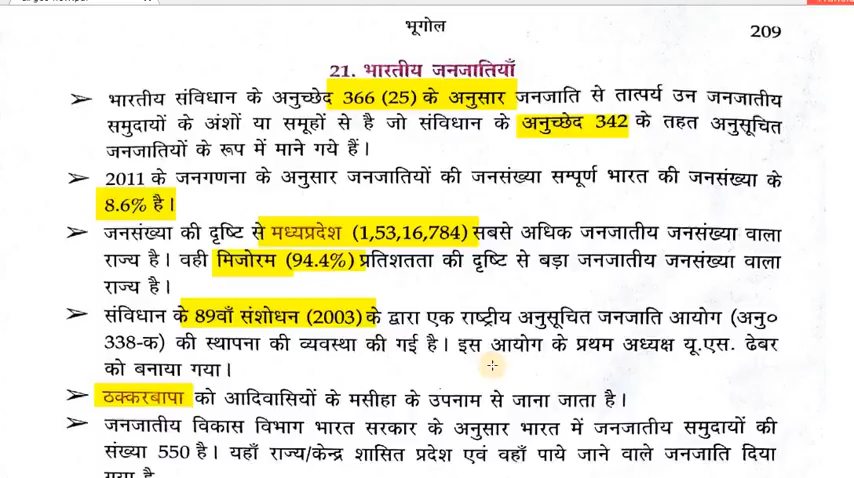 भूगोल
209
21. भारतीय जनजातियाँ
➢ भारतीय संविधान के अनुच्छेद 366 (25) के अनुसार जनजाति से तात्पर्य उन जनजातीय
समुदायों के अंशों या समूहों से है जो संविधान के अनुच्छेद 342 के तहत अनुसूचित
जनजातियों के रूप में माने गये हैं।
➢ 2011 के जनगणना के अनुसार जनजातियों की जनसंख्या सम्पूर्ण भारत की जनसंख्या के
8.6% है।
➢ जनसंख्या की दृष्टि से मध्यप्रदेश (1,53,16,784) सबसे अधिक जनजातीय जनसंख्या वाला
राज्य है। वही मिजोरम (94.4%) प्रतिशतता की दृष्टि से बड़ा जनजातीय जनसंख्या वाला
राज्य है।
➢ संविधान के 89वाँ संशोधन (2003) के द्वारा एक राष्ट्रीय अनुसूचित जनजाति आयोग (अनु०
338-क) की स्थापना की व्यवस्था की गई है। इस आयोग के प्रथम अध्यक्ष यू.एस. ढेबर
को बनाया गया।
➢ ठक्करबापा को आदिवासियों के मसीहा के उपनाम से जाना जाता है।
➢ जनजातीय विकास विभाग भारत सरकार के अनुसार भारत में जनजातीय समुदायों की
संख्या 550 है। यहाँ राज्य/केन्द्र शासित प्रदेश एवं वहाँ पाये जाने वाले जनजाति दिया
गया है